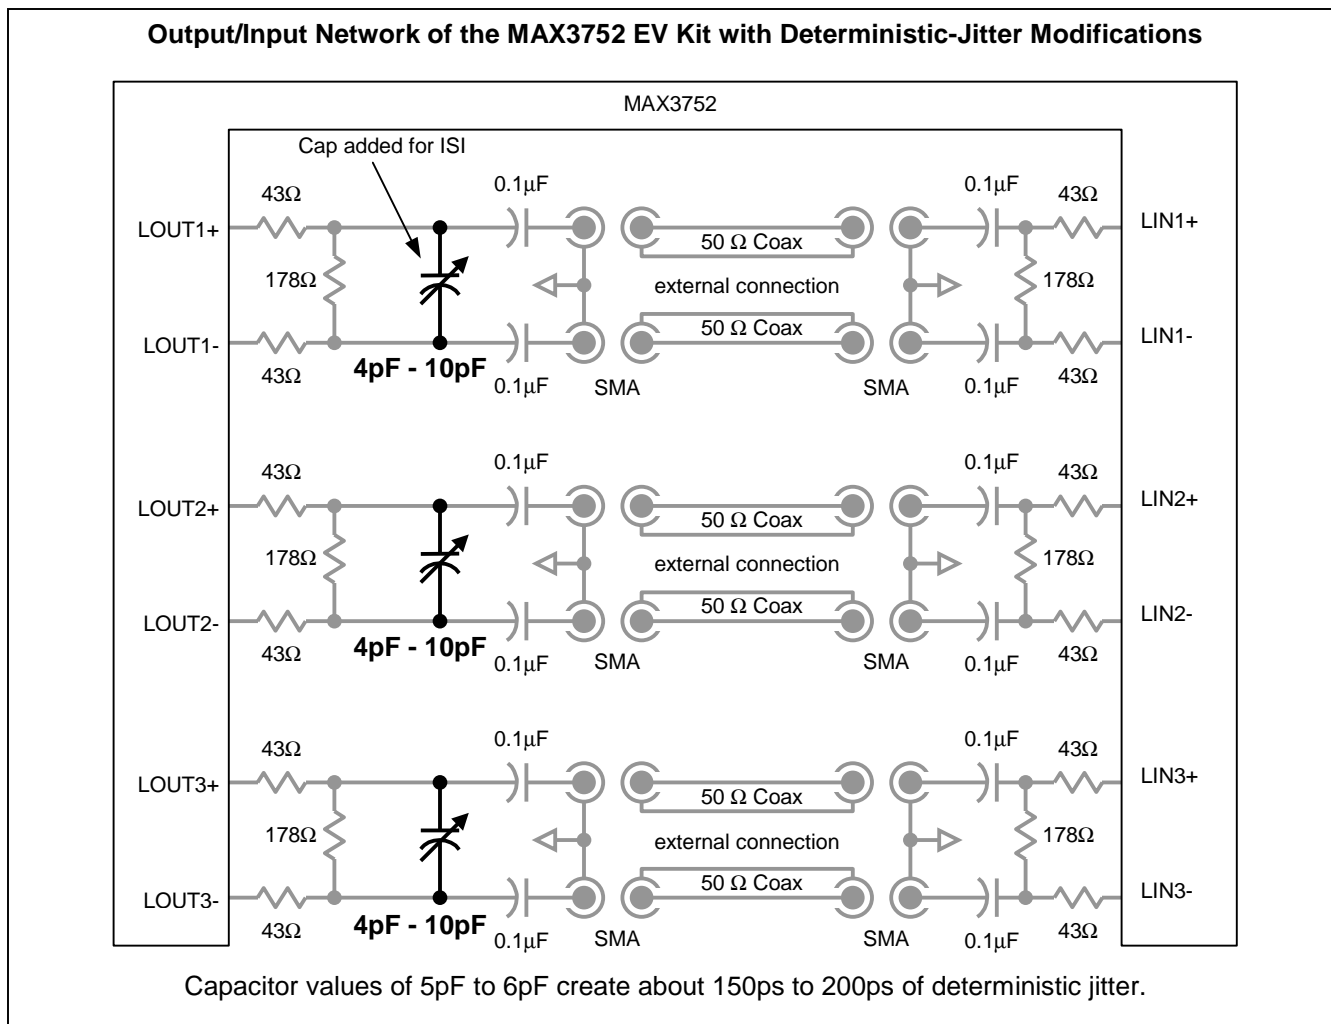 Output/Input Network of the MAX3752 EV Kit with Deterministic-Jitter Modifications
MAX3752
Cap added for ISI
43Ω
0.1μF
0.1μF
43Ω
LOUT1+
50 Ω Coax
LIN1+
178Ω
external connection
178Ω
LOUT1-
50 Ω Coax
LIN1-
43Ω
4pF - 10pF
0.1μF
SMA
SMA
0.1μF
43Ω
43Ω
0.1μF
0.1μF
43Ω
LOUT2+
50 Ω Coax
LIN2+
178Ω
external connection
178Ω
LOUT2-
50 Ω Coax
LIN2-
43Ω
4pF - 10pF
0.1μF
SMA
SMA
0.1μF
43Ω
43Ω
0.1μF
0.1μF
43Ω
LOUT3+
50 Ω Coax
LIN3+
178Ω
external connection
178Ω
LOUT3-
50 Ω Coax
LIN3-
43Ω
4pF - 10pF
0.1μF
SMA
SMA
0.1μF
43Ω
Capacitor values of 5pF to 6pF create about 150ps to 200ps of deterministic jitter.